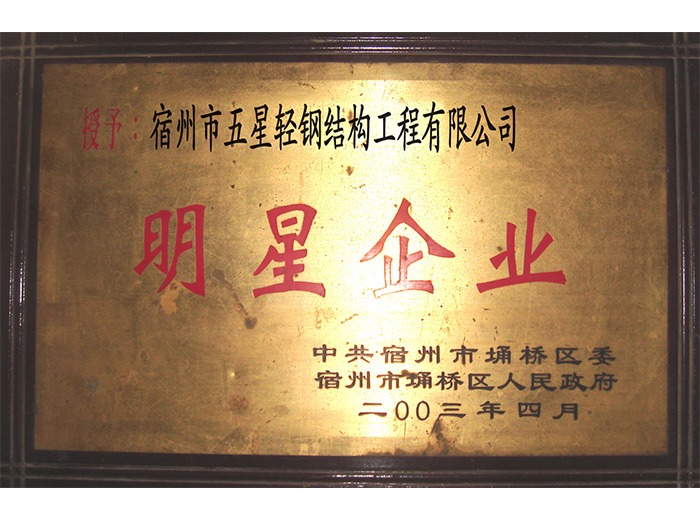 授予：宿州市五星轻钢结构工程有限公司
明星企业
中共宿州市埇桥区委
宿州市埇桥区人民政府
二00三年四月